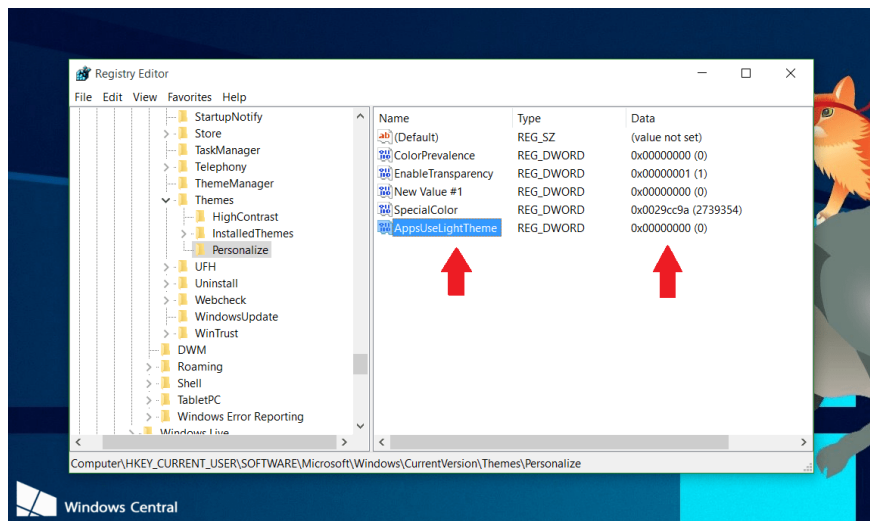 Registry Editor
File Edit View Favorites Help
StartupNotify
Store
TaskManager
Telephony
ThemeManager
Themes
HighContrast
InstalledThemes
Personalize
UFH
Uninstall
Webcheck
WindowsUpdate
WinTrust
DWM
Roaming
Shell
TabletPC
Windows Error Reporting
Windows Live
Name Type Data
ab (Default) REG_SZ (value not set)
ColorPrevalence REG_DWORD 0x00000000 (0)
EnableTransparency REG_DWORD 0x00000001 (1)
New Value #1 REG_DWORD 0x00000000 (0)
SpecialColor REG_DWORD 0x0029cc9a (2739354)
AppsUseLightTheme REG_DWORD 0x00000000 (0)
Computer\HKEY_CURRENT_USER\SOFTWARE\Microsoft\Windows\CurrentVersion\Themes\Personalize
Windows Central